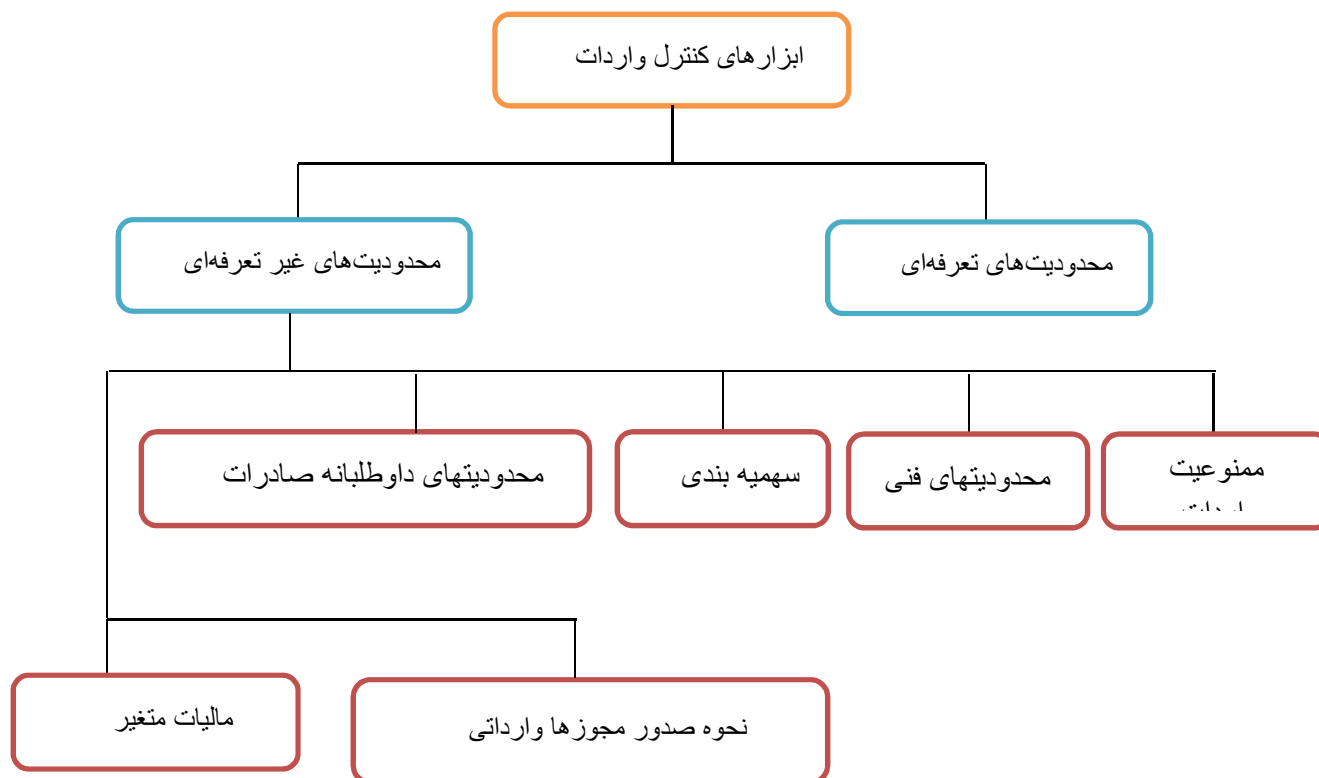 ابزارهای کنترل واردات
محدودیت‌های تعرفه‌ای
محدودیت‌های غیر تعرفه‌ای
ممنوعیت
محدودیتهای فنی
سهمیه بندی
محدودیتهای داوطلبانه صادرات
نحوه صدور مجوزها وارداتی
مالیات متغیر